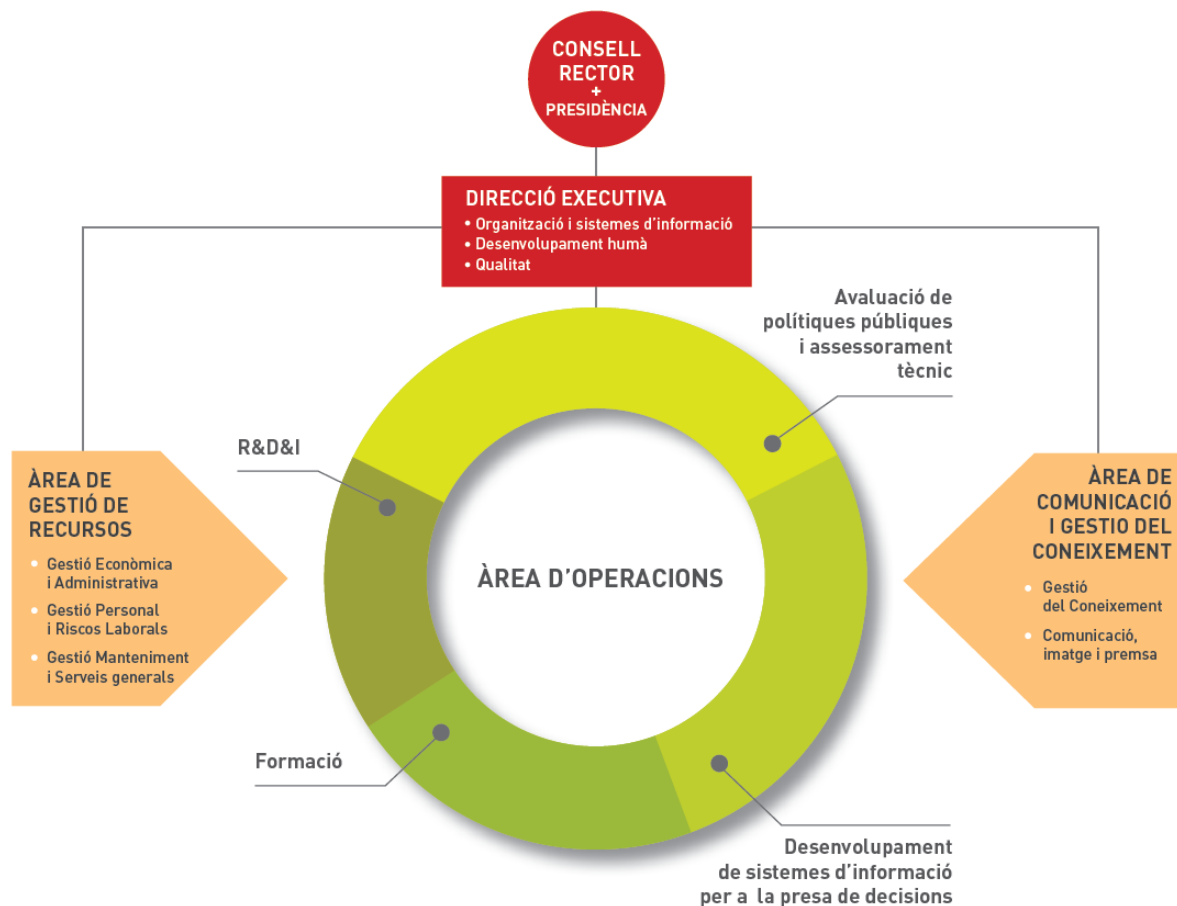 CONSELL
RECTOR
+
PRESIDÈNCIA
DIRECCIÓ EXECUTIVA
• Organització i sistemes d'informació
• Desenvolupament humà
• Qualitat
Avaluació de
polítiques públiques
i assessorament
tècnic
R&D&I
ÀREA DE
GESTIÓ DE
RECURSOS
• Gestió Econòmica
i Administrativa
• Gestió Personal
i Riscos Laborals
• Gestió Manteniment
i Serveis generals
ÀREA D'OPERACIONS
ÀREA DE
COMUNICACIÓ
I GESTIO DEL
CONEIXEMENT
• Gestió
del Coneixement
• Comunicació,
imatge i premsa
Formació
Desenvolupament
de sistemes d'informació
per a la presa de decisions